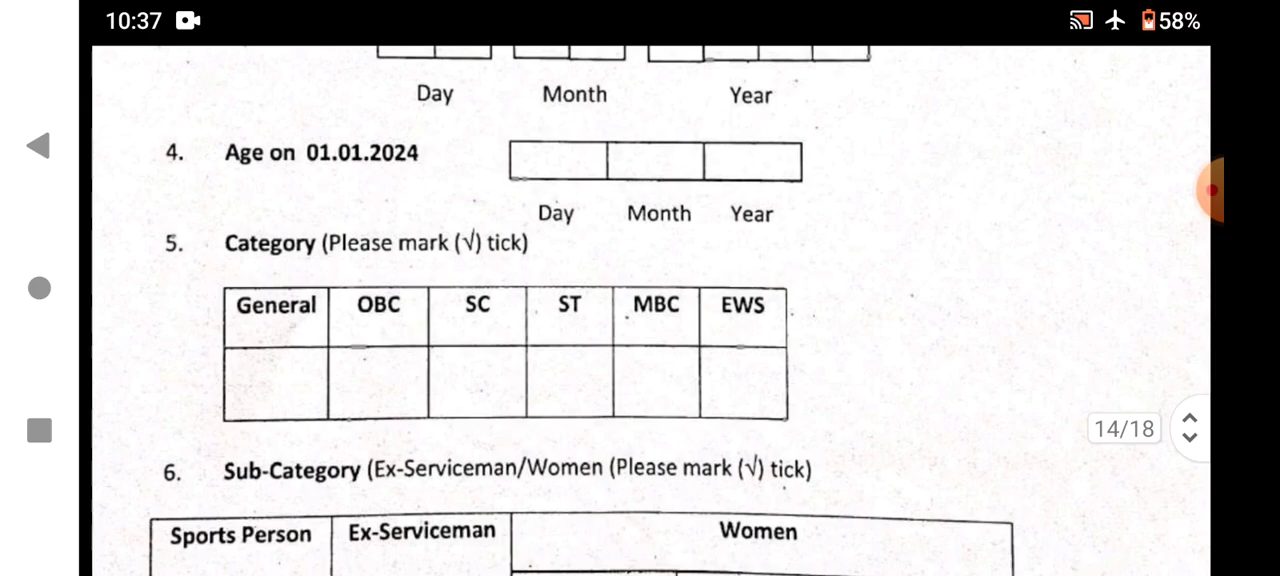 10:37
58%
Day Month Year
4. Age on 01.01.2024
Day Month Year
5. Category (Please mark (√) tick)
General OBC SC ST MBC EWS
14/18
6. Sub-Category (Ex-Serviceman/Women (Please mark (√) tick)
Sports Person Ex-Serviceman Women